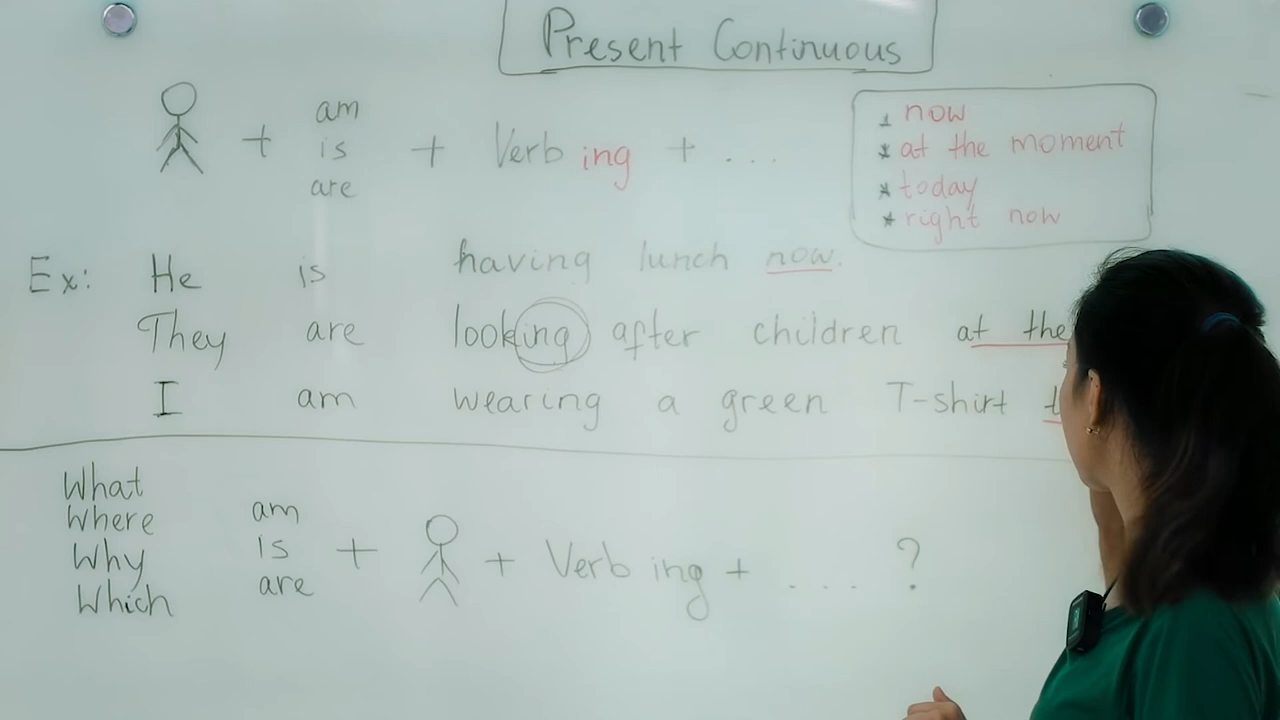 Present Continuous
am
is
are
+ + Verb ing + ...
* now
* at the moment
* today
* right now
Ex: He is having lunch now.
They are looking after children at the
I am wearing a green T-shirt
What
Where
Why
Which
am
is
are
+ + Verb ing + .... ?